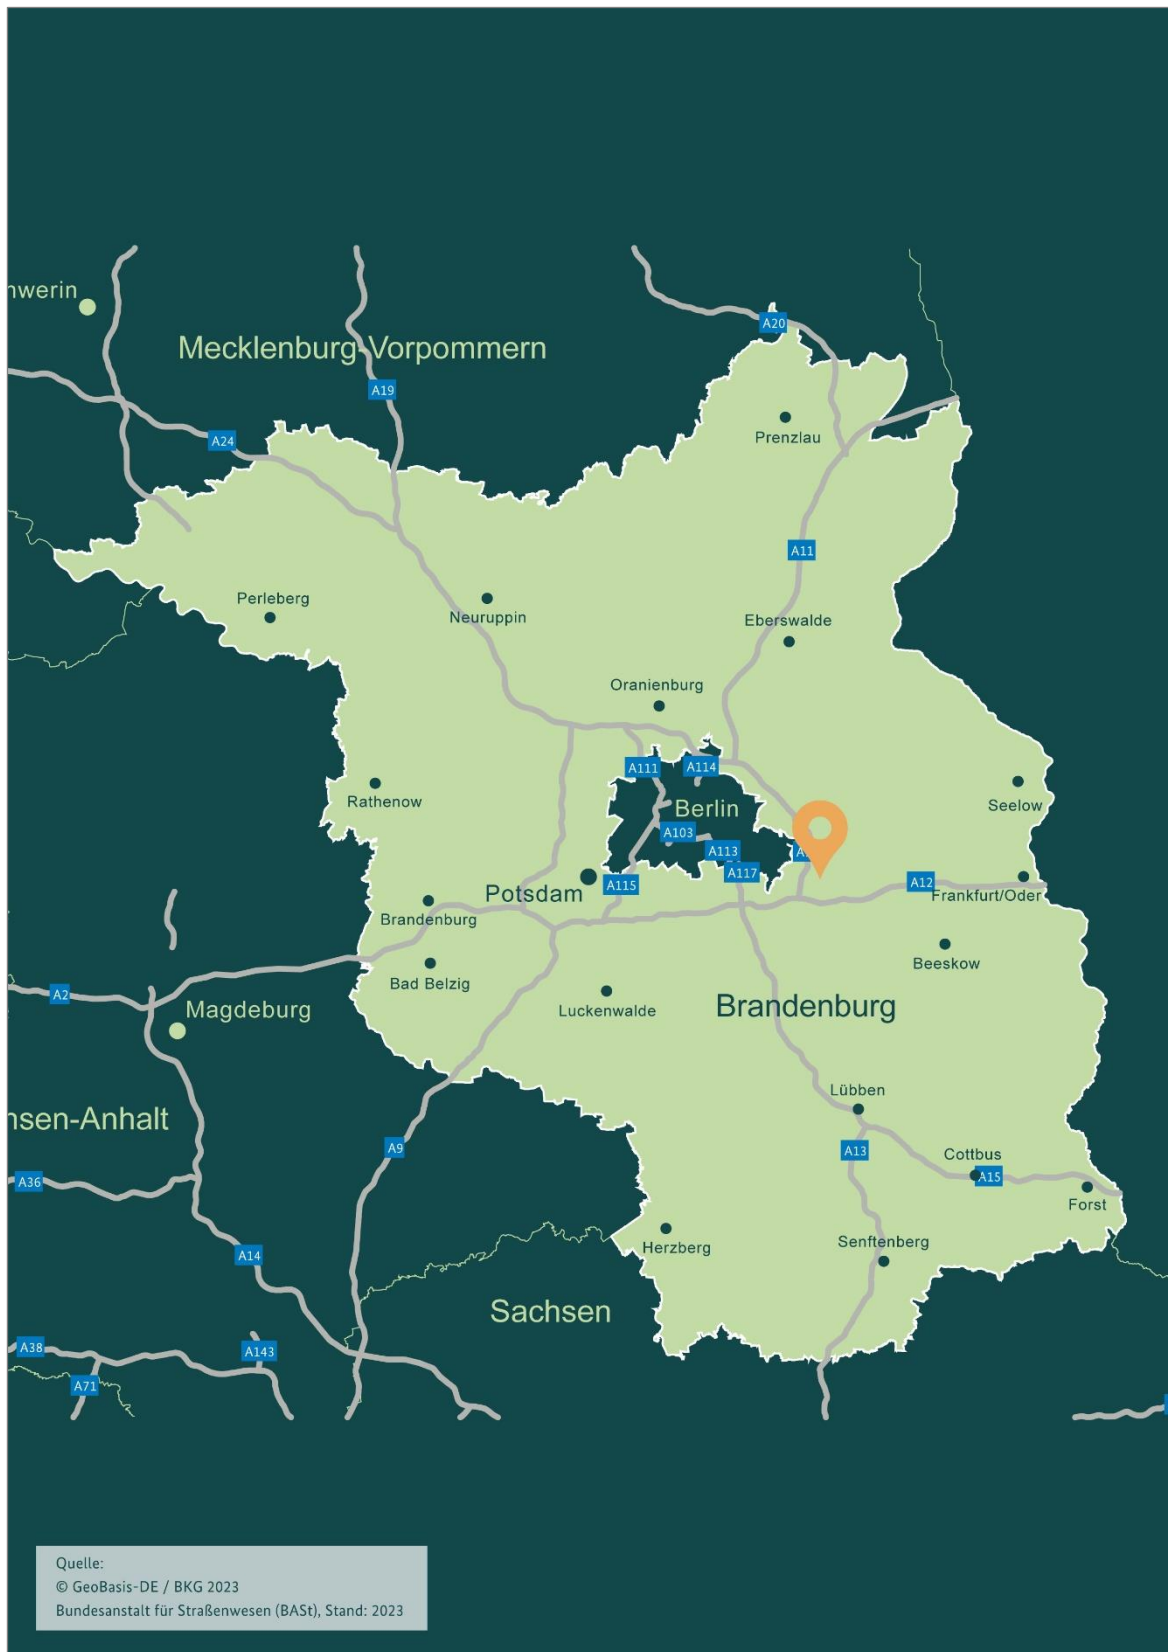 nwerin
Mecklenburg-Vorpommern
A20
A19
A24
Prenzlau
A11
Perleberg
Neuruppin
Eberswalde
Oranienburg
A111
A114
Rathenow
Berlin
Seelow
A103
A113
A117
A115
A12
Potsdam
Frankfurt/Oder
Brandenburg
Beeskow
Bad Belzig
A2
Magdeburg
Luckenwalde
Brandenburg
Lübben
nsen-Anhalt
A9
A13
Cottbus
A15
A36
Forst
Herzberg
Senftenberg
A14
Sachsen
A38
A143
A71
Quelle:
© GeoBasis-DE / BKG 2023
Bundesanstalt für Straßenwesen (BASt), Stand: 2023